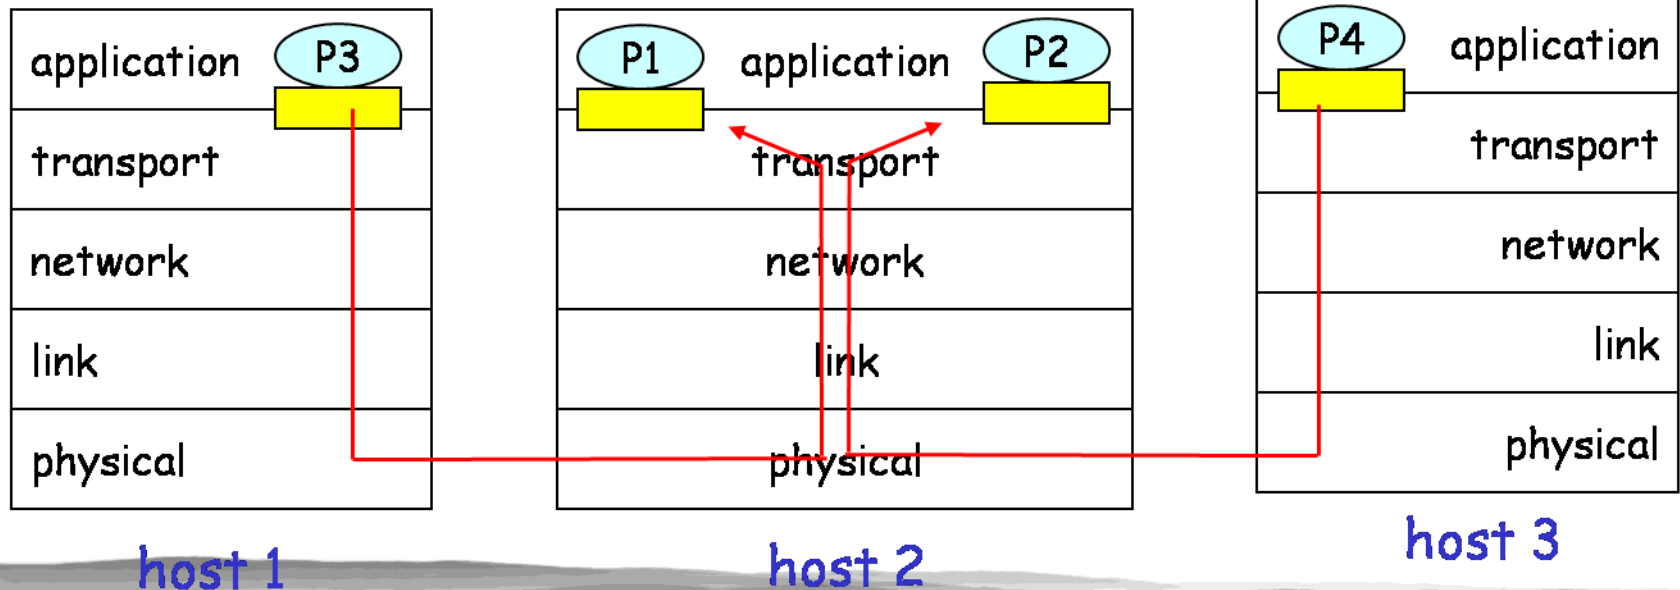 application P3
transport
network
link
physical
host 1
P1 application P2
transport
network
link
physical
host 2
P4 application
transport
network
link
physical
host 3